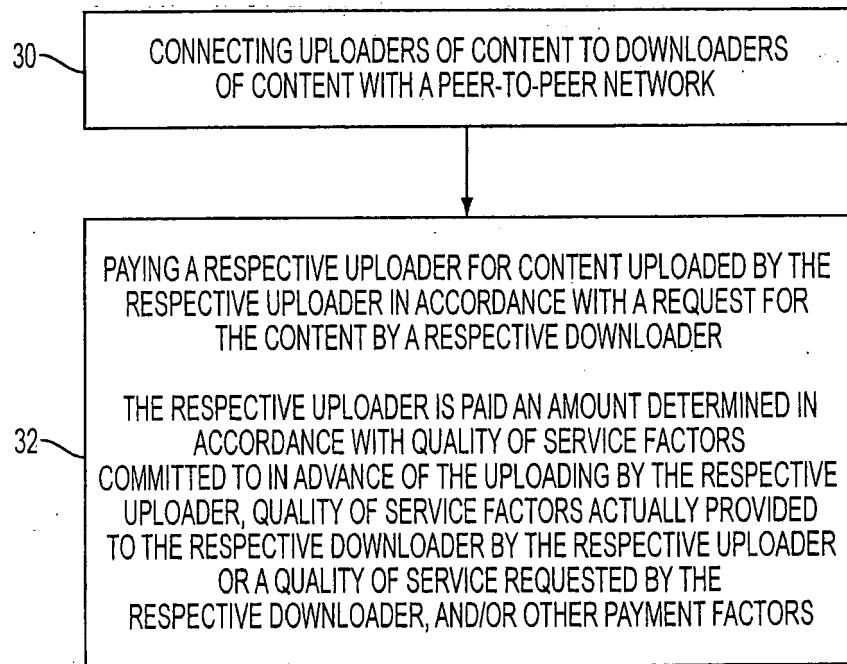 30
CONNECTING UPLOADERS OF CONTENT TO DOWNLOADERS
OF CONTENT WITH A PEER-TO-PEER NETWORK
PAYING A RESPECTIVE UPLOADER FOR CONTENT UPLOADED BY THE
RESPECTIVE UPLOADER IN ACCORDANCE WITH A REQUEST FOR
THE CONTENT BY A RESPECTIVE DOWNLOADER
32
THE RESPECTIVE UPLOADER IS PAID AN AMOUNT DETERMINED IN
ACCORDANCE WITH QUALITY OF SERVICE FACTORS
COMMITTED TO IN ADVANCE OF THE UPLOADING BY THE RESPECTIVE
UPLOADER, QUALITY OF SERVICE FACTORS ACTUALLY PROVIDED
TO THE RESPECTIVE DOWNLOADER BY THE RESPECTIVE UPLOADER
OR A QUALITY OF SERVICE REQUESTED BY THE
RESPECTIVE DOWNLOADER, AND/OR OTHER PAYMENT FACTORS